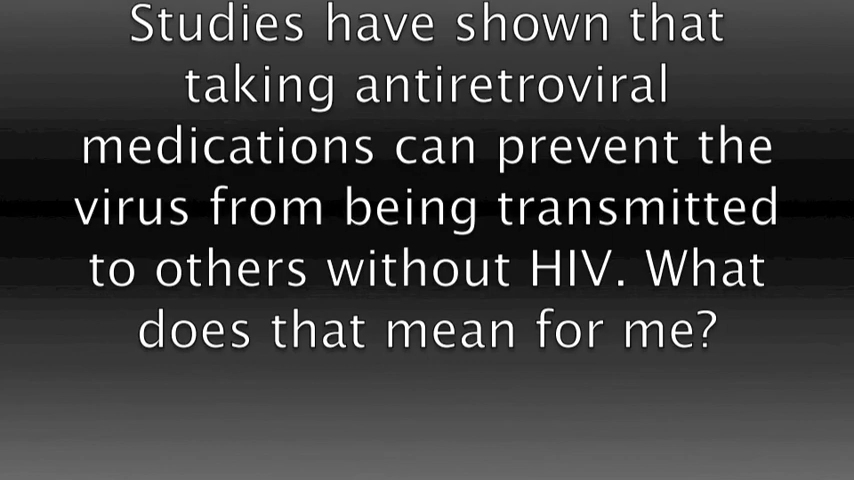 Studies have shown that
taking antiretroviral
medications can prevent the
virus from being transmitted
to others without HIV. What
does that mean for me?